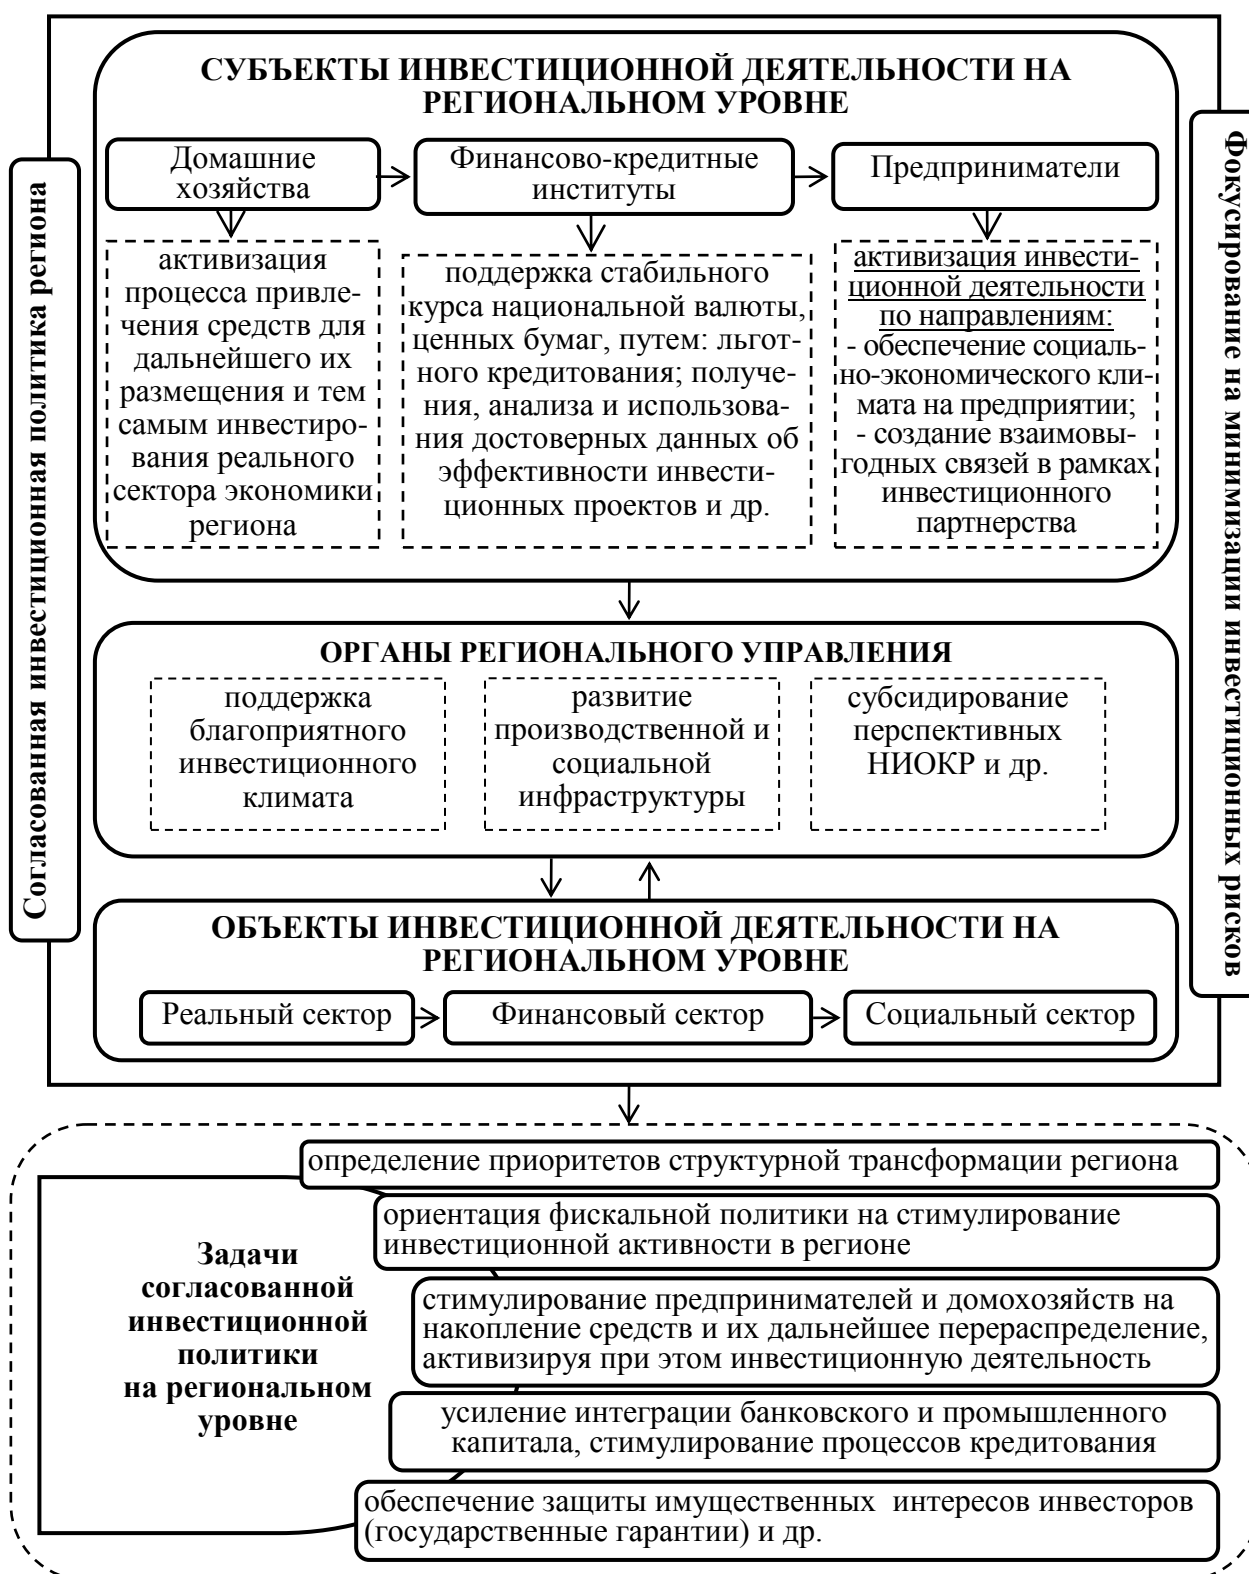 СУБЪЕКТЫ ИНВЕСТИЦИОННОЙ ДЕЯТЕЛЬНОСТИ НА
РЕГИОНАЛЬНОМ УРОВНЕ
Согласованная инвестиционная политика региона
Фокусирование на минимизации инвестиционных рисков
Домашние
хозяйства
Финансово-кредитные
институты
Предприниматели
активизация
процесса привле-
чения средств для
дальнейшего их
размещения и тем
самым инвестиро-
вания реального
сектора экономики
региона
поддержка стабильного
курса национальной валюты,
ценных бумаг, путем: льгот-
ного кредитования; получе-
ния, анализа и использова-
ния достоверных данных об
эффективности инвести-
ционных проектов и др.
активизация инвести-
ционной деятельности
по направлениям:
- обеспечение социаль-
но-экономического кли-
мата на предприятии;
- создание взаимовы-
годных связей в рамках
инвестиционного
партнерства
ОРГАНЫ РЕГИОНАЛЬНОГО УПРАВЛЕНИЯ
поддержка
благоприятного
инвестиционного
климата
развитие
производственной и
социальной
инфраструктуры
субсидирование
перспективных
НИОКР и др.
ОБЪЕКТЫ ИНВЕСТИЦИОННОЙ ДЕЯТЕЛЬНОСТИ НА
РЕГИОНАЛЬНОМ УРОВНЕ
Реальный сектор
Финансовый сектор
Социальный сектор
Задачи
согласованной
инвестиционной
политики
на региональном
уровне
определение приоритетов структурной трансформации региона
ориентация фискальной политики на стимулирование
инвестиционной активности в регионе
стимулирование предпринимателей и домохозяйств на
накопление средств и их дальнейшее перераспределение,
активизируя при этом инвестиционную деятельность
усиление интеграции банковского и промышленного
капитала, стимулирование процессов кредитования
обеспечение защиты имущественных  интересов инвесторов
(государственные гарантии) и др.